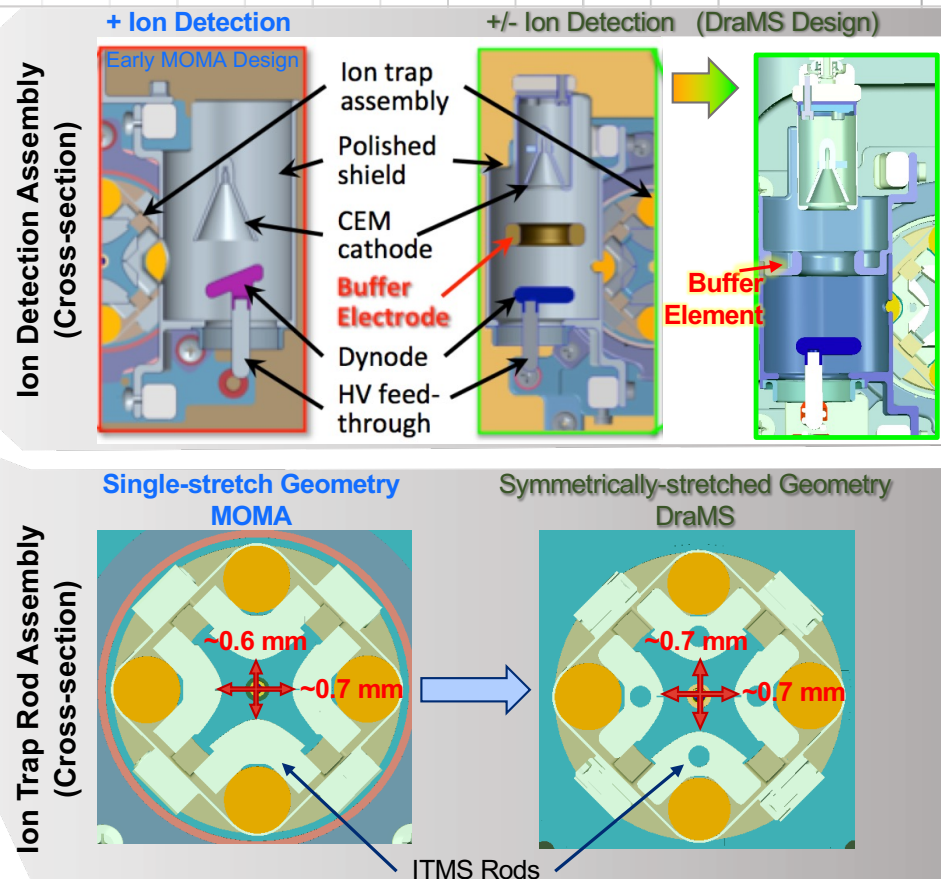 + Ion Detection
+/- Ion Detection (DraMS Design)
Ion Detection Assembly
(Cross-section)
Early MOMA Design
Ion trap
assembly
Polished
shield
CEM
cathode
Buffer
Electrode
Dynode
HV feed-
through
Buffer
Element
Single-stretch Geometry
MOMA
Symmetrically-stretched Geometry
DraMS
Ion Trap Rod Assembly
(Cross-section)
~0.6 mm
~0.7 mm
~0.7 mm
~0.7 mm
ITMS Rods